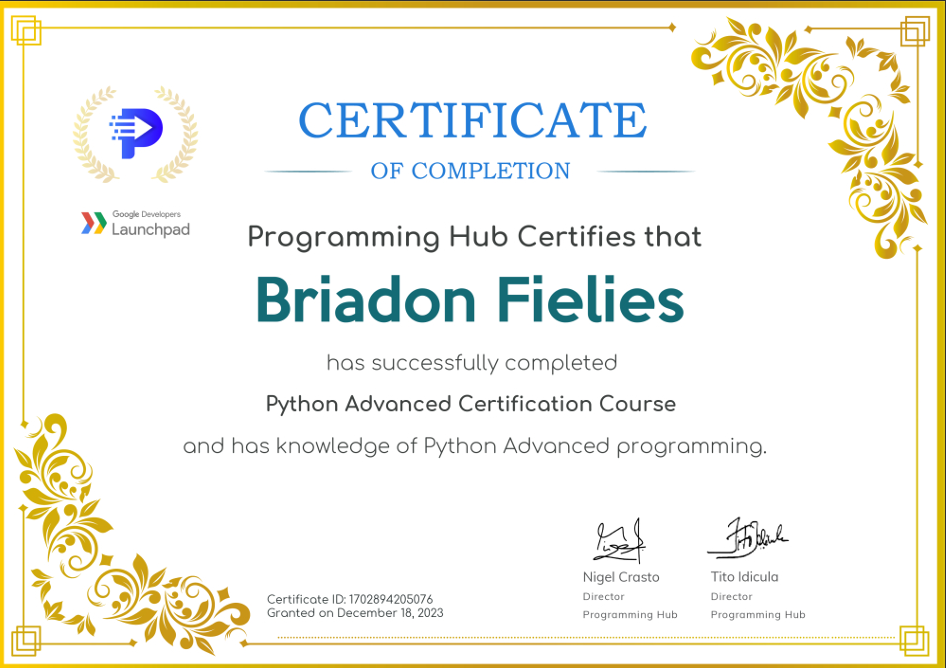 CERTIFICATE
OF COMPLETION
Google Developers
Launchpad
Programming Hub Certifies that
Briadon Fielies
has successfully completed
Python Advanced Certification Course
and has knowledge of Python Advanced programming.
Nigel Crasto
Director
Programming Hub
Tito Idicula
Director
Programming Hub
Certificate ID: 1702894205076
Granted on December 18, 2023